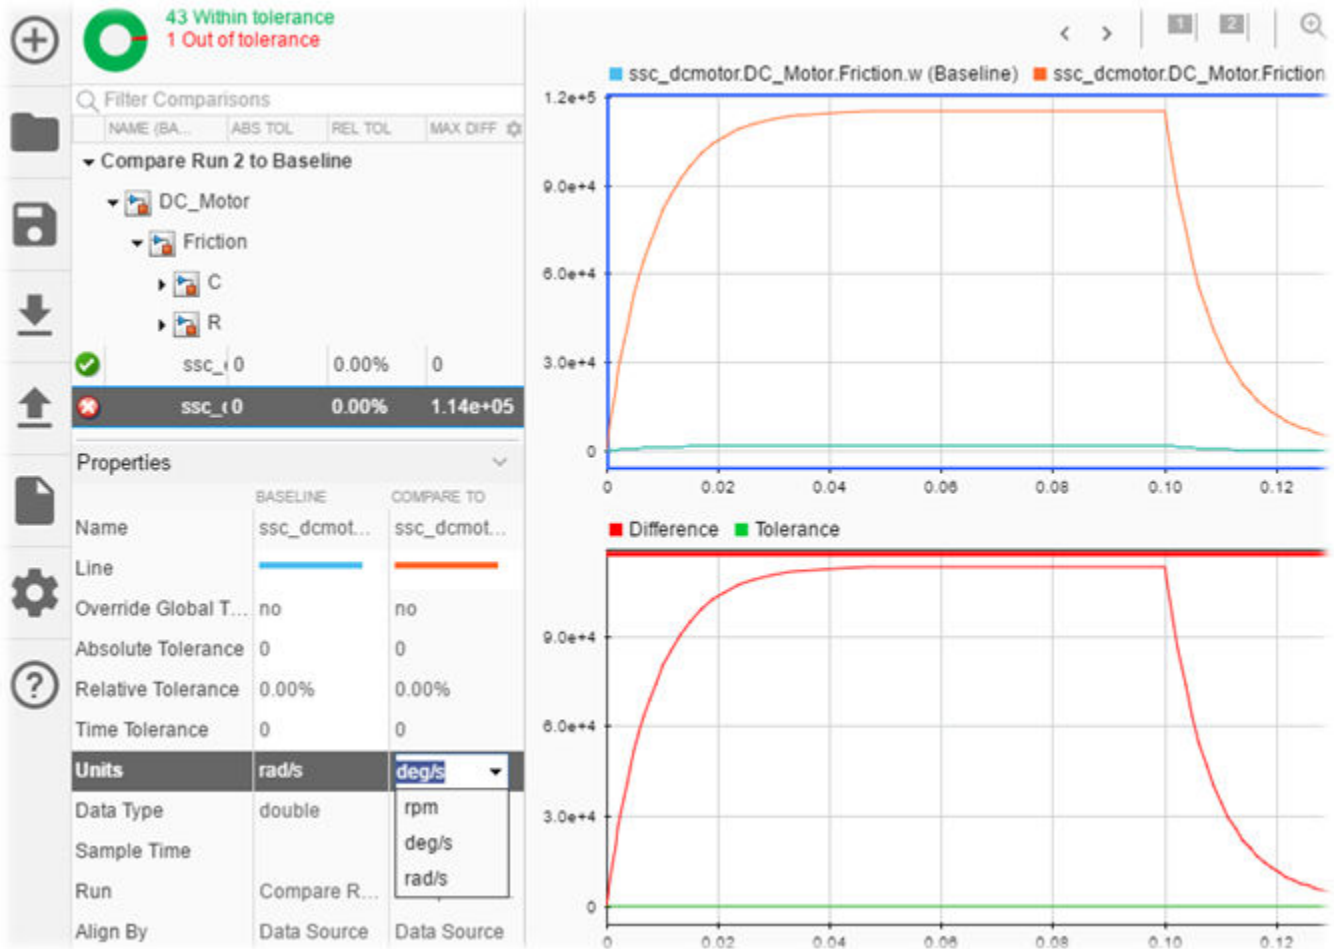 43 Within tolerance
1 Out of tolerance
Filter Comparisons
NAME (BA... ABS TOL REL TOL MAX DIFF
Compare Run 2 to Baseline
DC_Motor
Friction
C
R
ssc_ 0 0.00% 0
ssc_ 0 0.00% 1.14e+05
Properties
BASELINE COMPARE TO
Name ssc_dcmot... ssc_dcmot...
Line
Override Global T... no no
Absolute Tolerance 0 0
Relative Tolerance 0.00% 0.00%
Time Tolerance 0 0
Units rad/s deg/s
rpm
deg/s
rad/s
Data Type double
Sample Time
Run Compare R...
Align By Data Source Data Source
1 2
ssc_dcmotor.DC_Motor.Friction.w (Baseline) ssc_dcmotor.DC_Motor.Friction
1.2e+5
9.0e+4
6.0e+4
3.0e+4
0
0 0.02 0.04 0.06 0.08 0.10 0.12
Difference Tolerance
9.0e+4
6.0e+4
3.0e+4
0
0 0.02 0.04 0.06 0.08 0.10 0.12